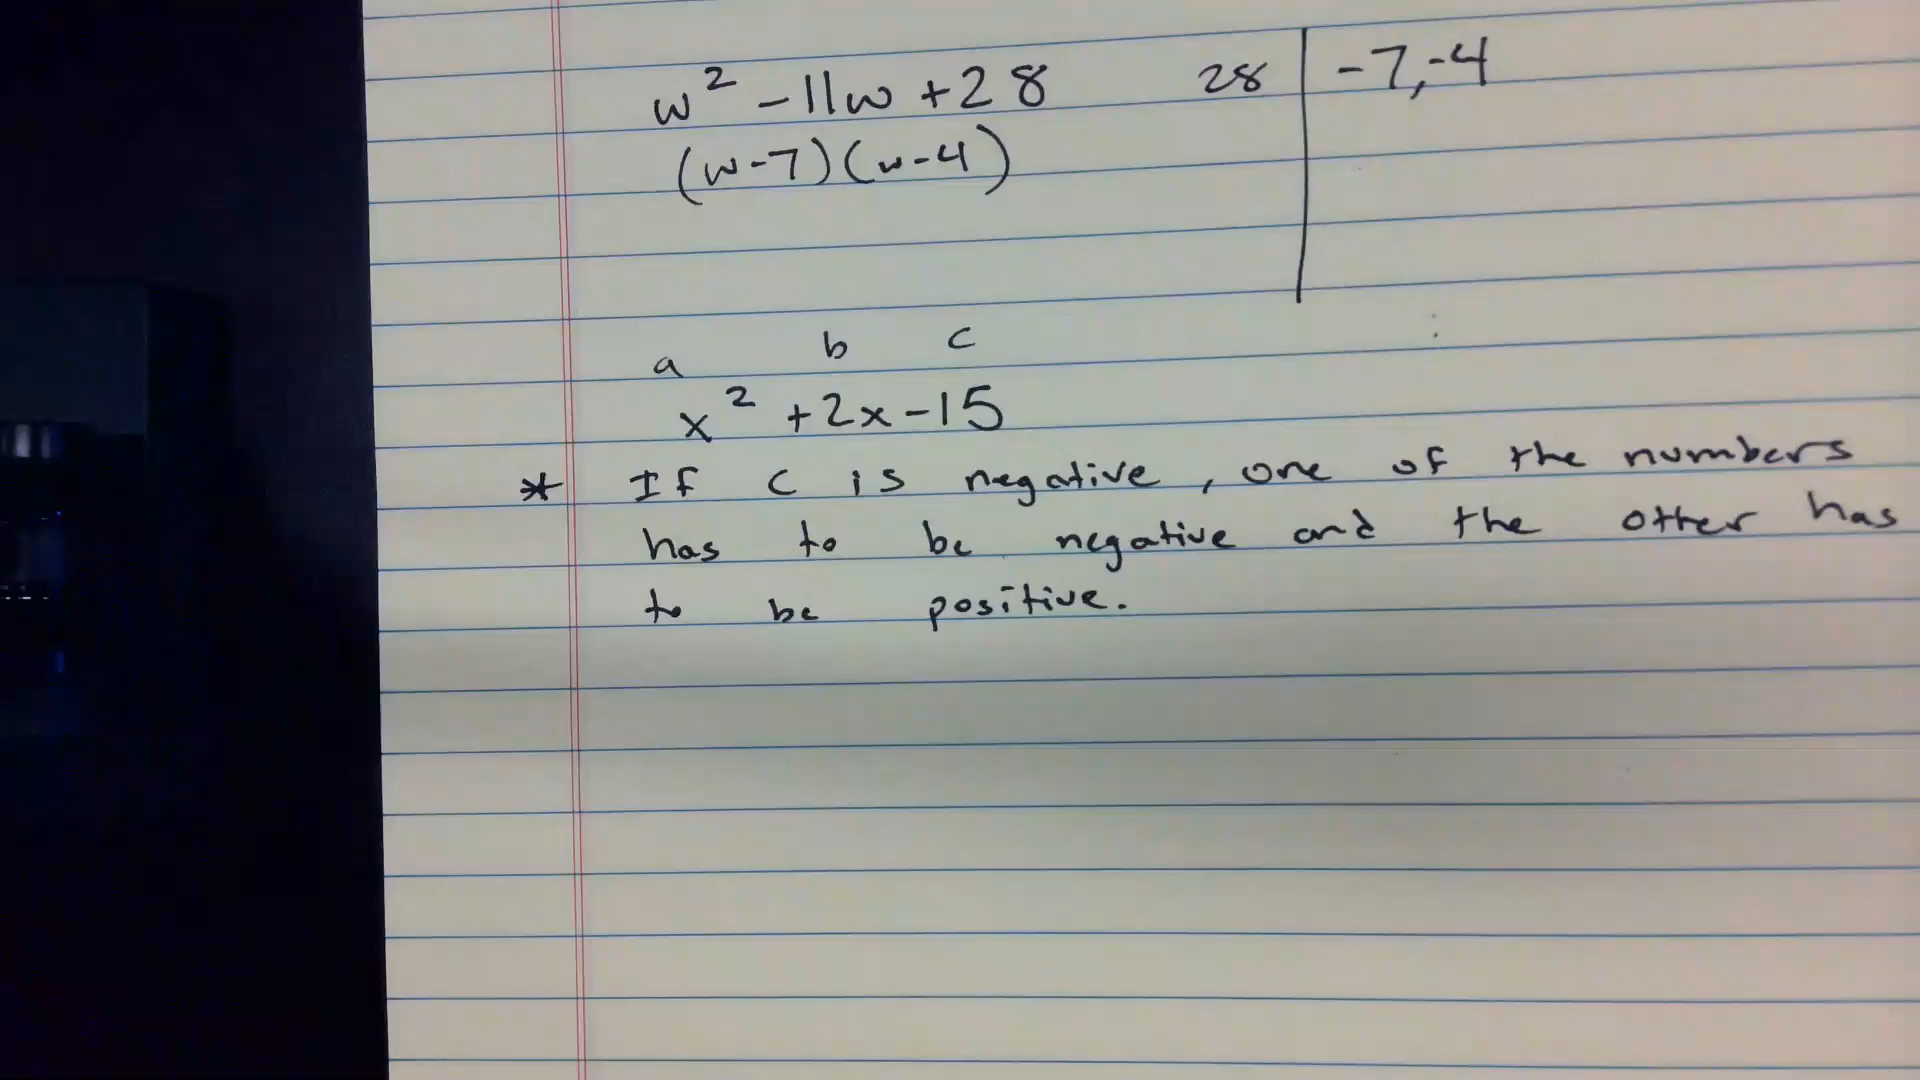 w² -11w +28 28 | -7,-4
(w-7)(w-4)
a b c
x² +2x-15
* If c is negative, one of the numbers
has to be negative and the other has
to be positive.